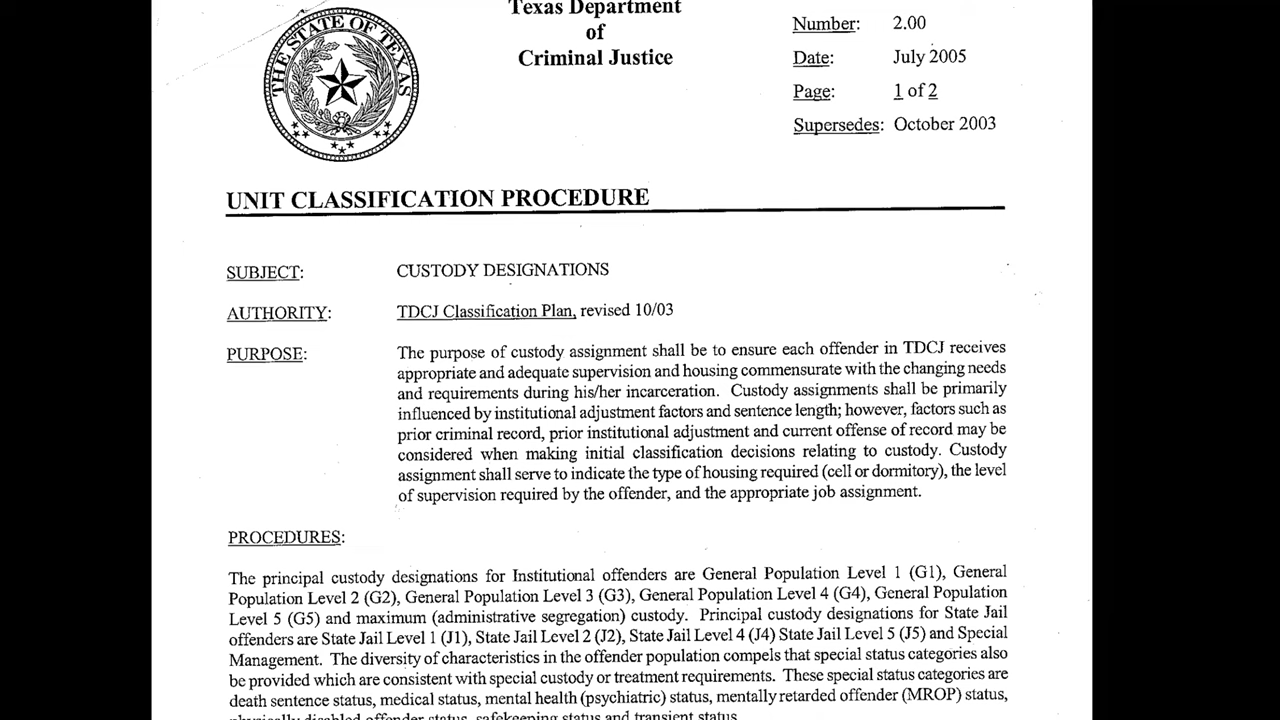 Texas Department
of
Criminal Justice
THE STATE OF TEXAS
Number: 2.00
Date: July 2005
Page: 1 of 2
Supersedes: October 2003
UNIT CLASSIFICATION PROCEDURE
SUBJECT: CUSTODY DESIGNATIONS
AUTHORITY: TDCJ Classification Plan, revised 10/03
PURPOSE: The purpose of custody assignment shall be to ensure each offender in TDCJ receives
appropriate and adequate supervision and housing commensurate with the changing needs
and requirements during his/her incarceration. Custody assignments shall be primarily
influenced by institutional adjustment factors and sentence length; however, factors such as
prior criminal record, prior institutional adjustment and current offense of record may be
considered when making initial classification decisions relating to custody. Custody
assignment shall serve to indicate the type of housing required (cell or dormitory), the level
of supervision required by the offender, and the appropriate job assignment.
PROCEDURES:
The principal custody designations for Institutional offenders are General Population Level 1 (G1), General
Population Level 2 (G2), General Population Level 3 (G3), General Population Level 4 (G4), General Population
Level 5 (G5) and maximum (administrative segregation) custody. Principal custody designations for State Jail
offenders are State Jail Level 1 (J1), State Jail Level 2 (J2), State Jail Level 4 (J4) State Jail Level 5 (J5) and Special
Management. The diversity of characteristics in the offender population compels that special status categories also
be provided which are consistent with special custody or treatment requirements. These special status categories are
death sentence status, medical status, mental health (psychiatric) status, mentally retarded offender (MROP) status,
physically disabled offender status, safekeeping status and transient status.